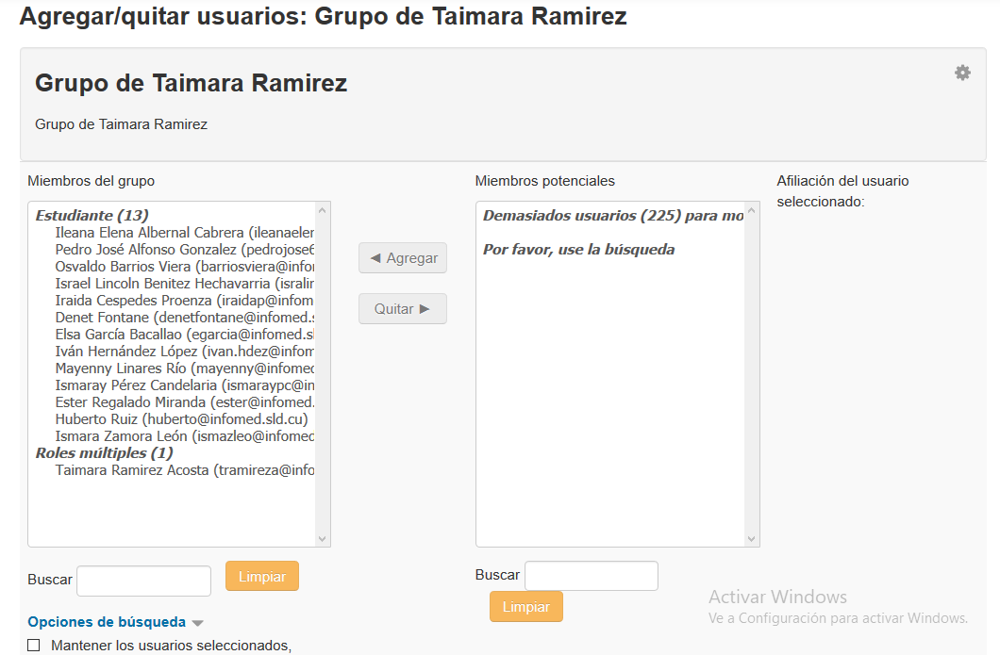 Agregar/quitar usuarios: Grupo de Taimara Ramirez
Grupo de Taimara Ramirez
Grupo de Taimara Ramirez
Miembros del grupo
Estudiante (13)
Ileana Elena Albernal Cabrera (ileanaeler
Pedro José Alfonso Gonzalez (pedrojose6
Osvaldo Barrios Viera (barriosviera@info
Israel Lincoln Benitez Hechavarria (isralin
Iraida Cespedes Proenza (iraidap@infom
Denet Fontane (denetfontane@infomed.s
Elsa García Bacallao (egarcia@infomed.sl
Iván Hernández López (ivan.hdez@infom
Mayenny Linares Río (mayenny@infomed
Ismaray Pérez Candelaria (ismaraypc@in
Ester Regalado Miranda (ester@infomed.
Huberto Ruiz (huberto@infomed.sld.cu)
Ismara Zamora León (ismazleo@infomed
Roles múltiples (1)
Taimara Ramirez Acosta (tramireza@info
Buscar
Limpiar
Opciones de búsqueda
Mantener los usuarios seleccionados,
◄ Agregar
Quitar ►
Miembros potenciales
Demasiados usuarios (225) para mo
Por favor, use la búsqueda
Buscar
Limpiar
Afiliación del usuario
seleccionado:
Activar Windows
Ve a Configuración para activar Windows.